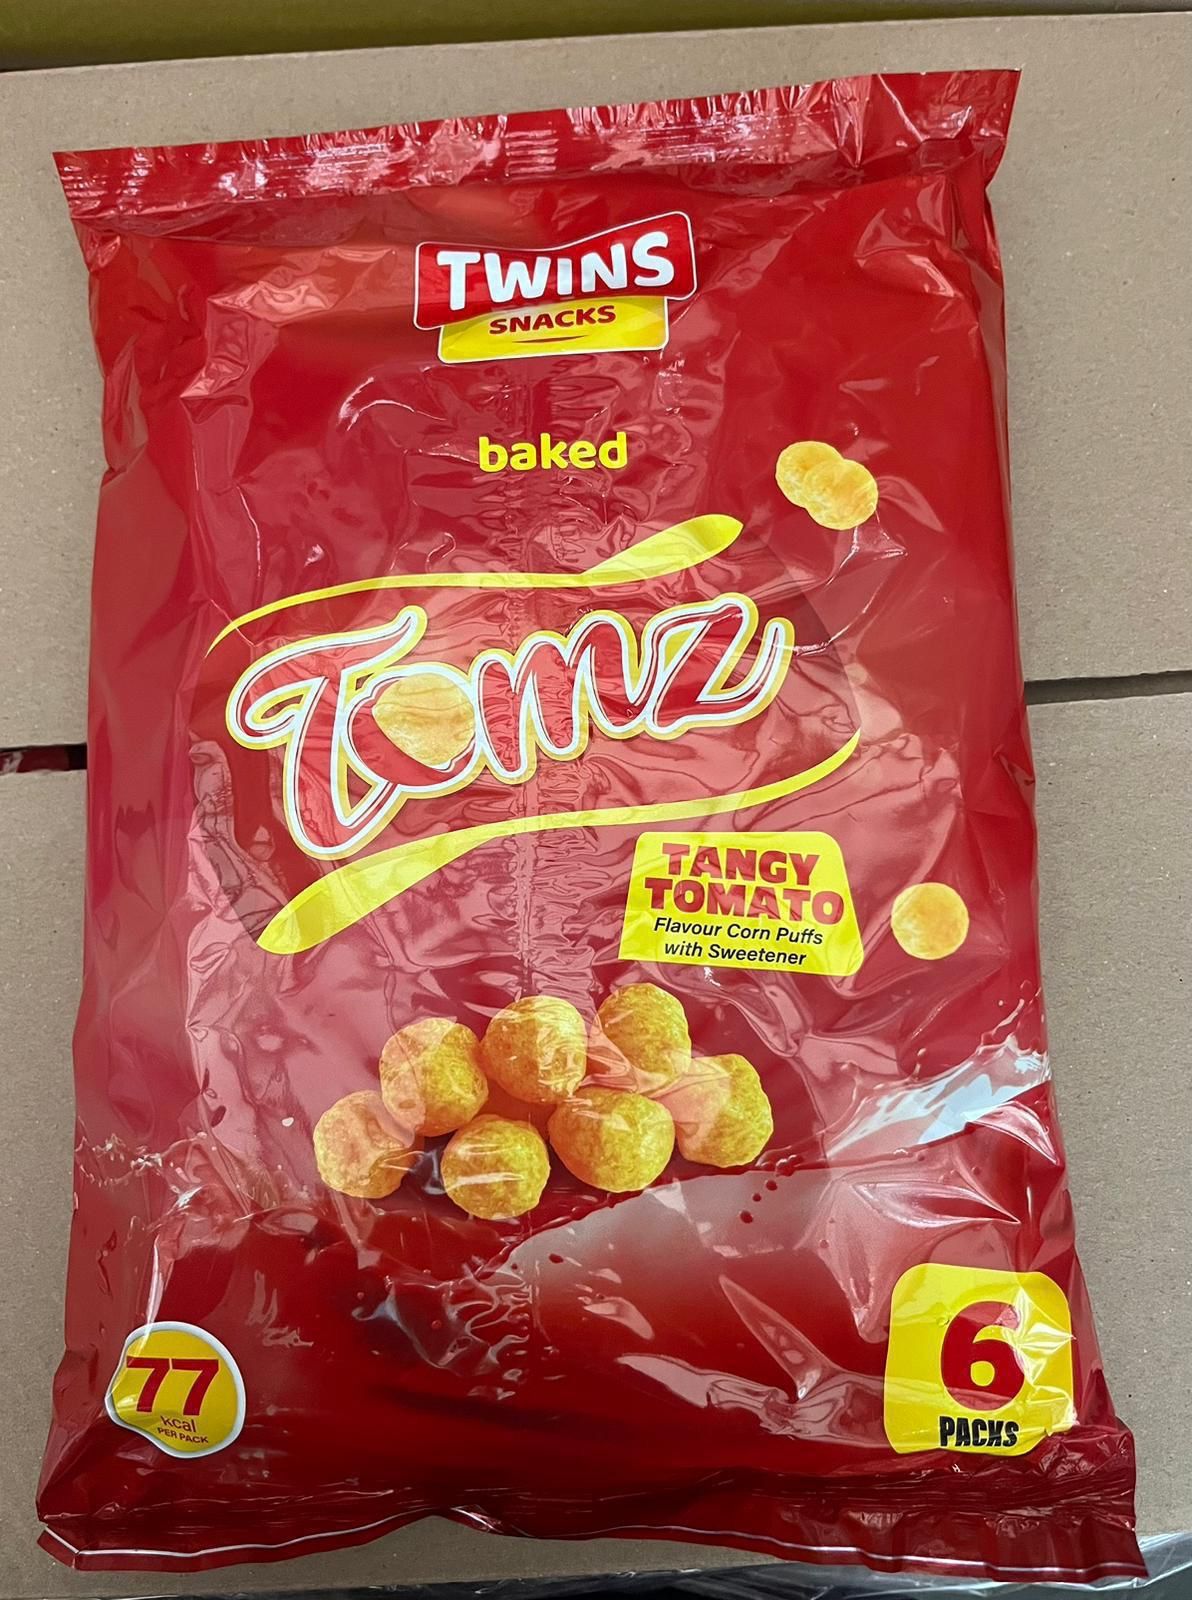 TWINS
SNACKS
baked
Tomz
TANGY
TOMATO
Flavour Corn Puffs
with Sweetener
77
kcal
PER PACK
6
PACKS